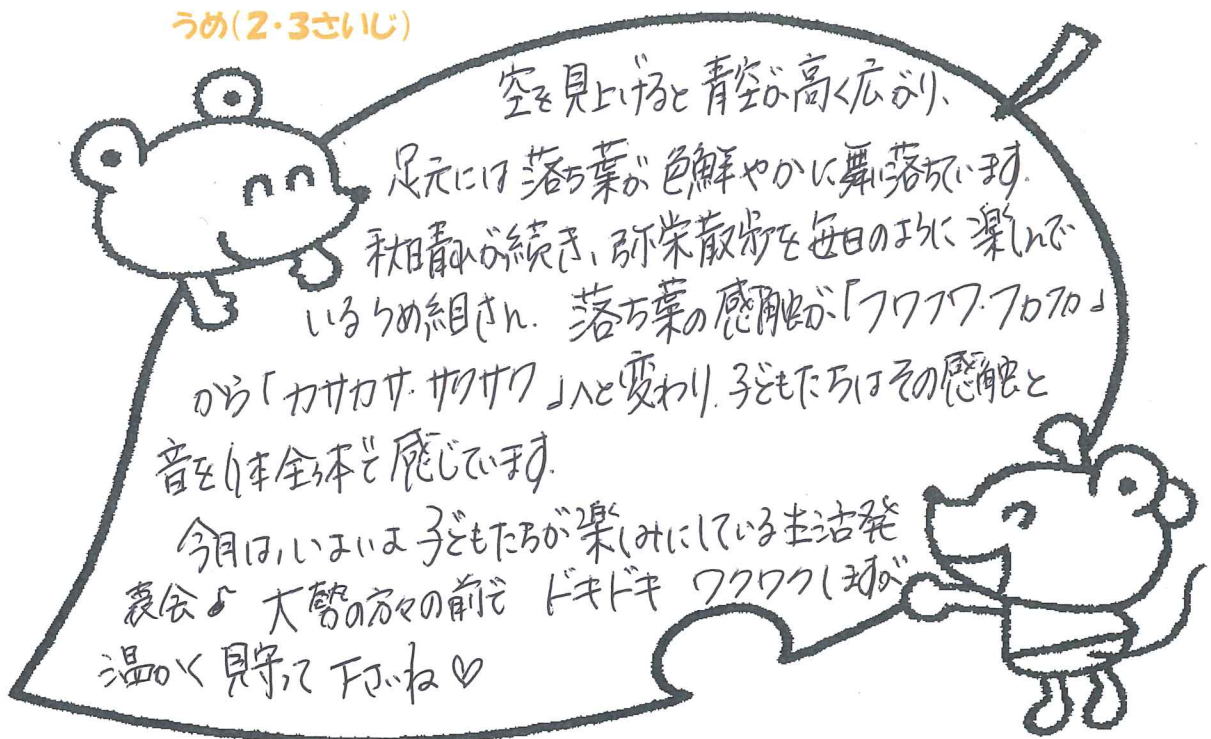 うめ(2・3さいじ)
空を見上げると青空が高く広がり、
足元には落ち葉が色鮮やかに舞い落ちています。
秋晴れが続き、弥栄散歩を毎日のように楽しんで
いるうめ組さん。落ち葉の感触が、「フワフワ・フカフカ」
から「カサカサ・サクサク」へと変わり、子どもたちはその感触と
音を体全体で感じています。
今月は、いよいよ子どもたちが楽しみにしている生活発
表会♪ 大勢の方々の前で ドキドキ ワクワクしますが
温かく見守って下さいね♡